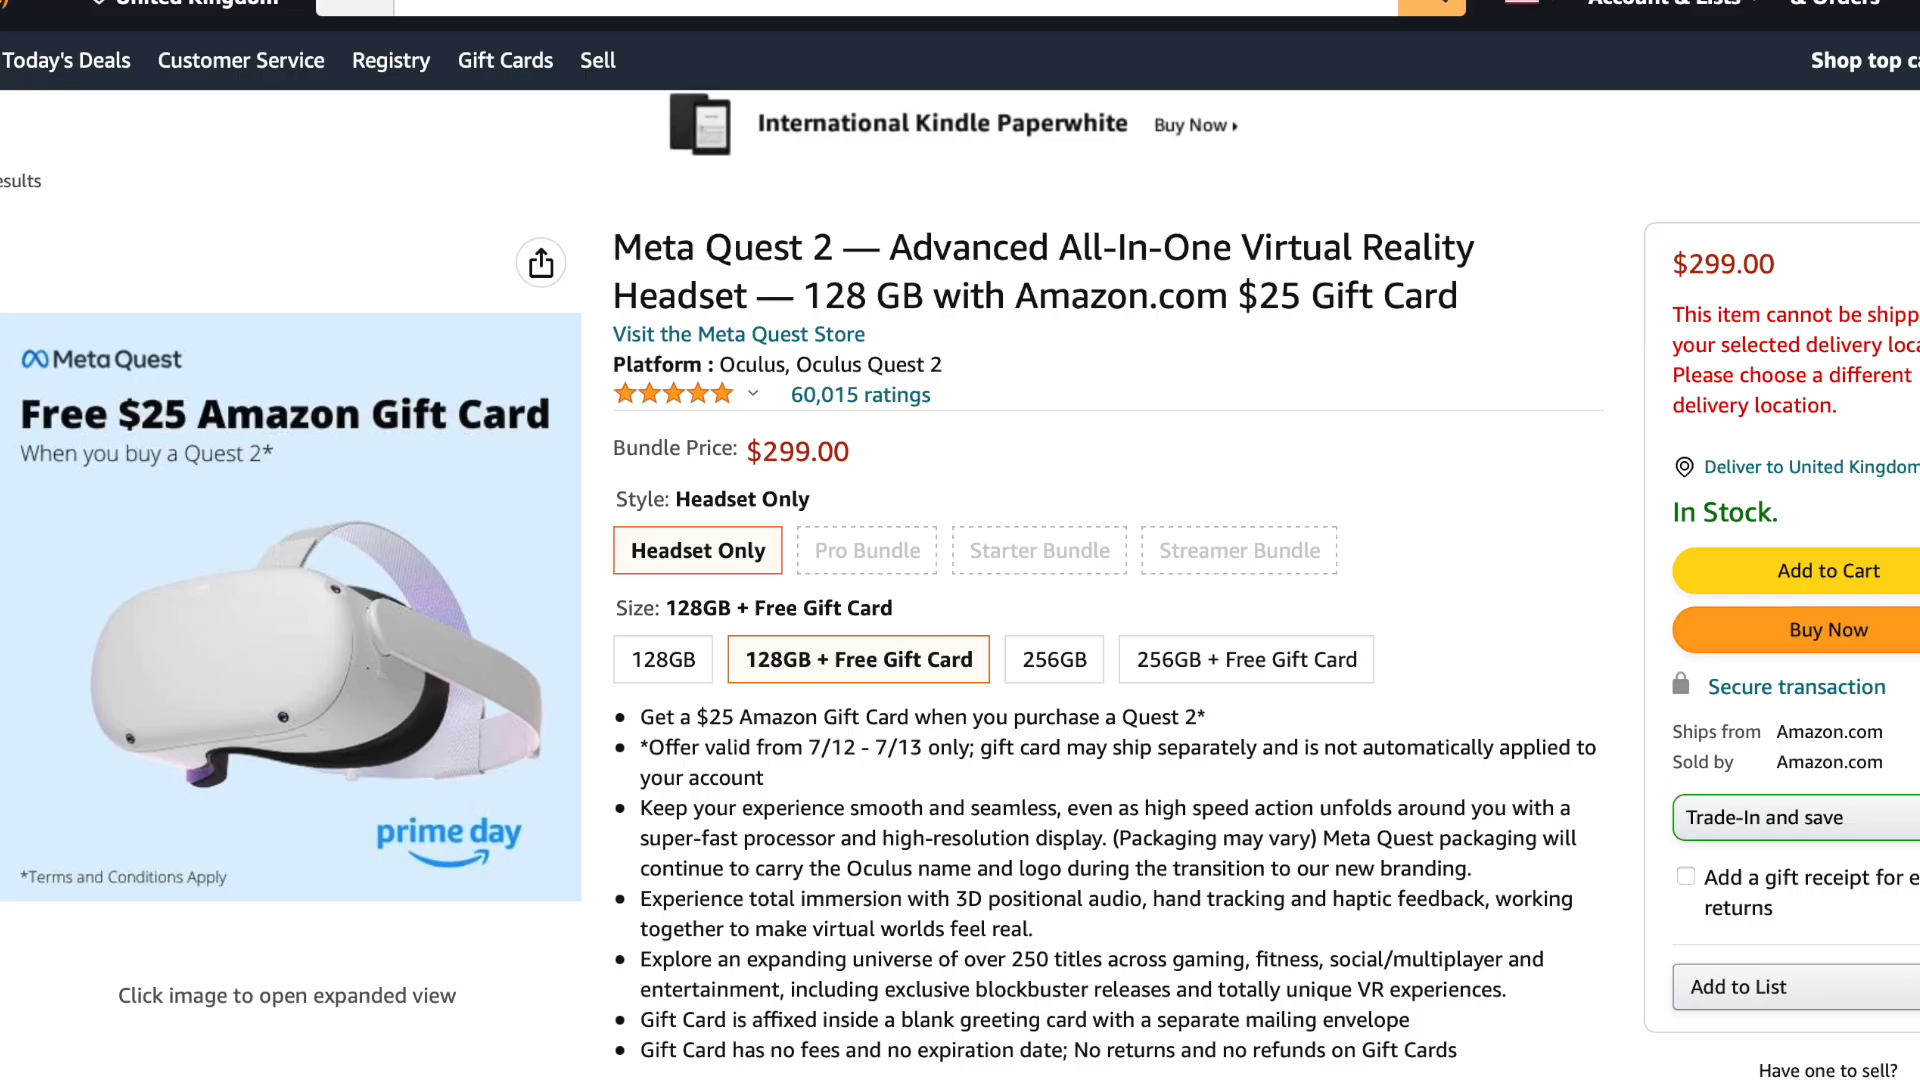 United Kingdom
Account & Lists
& Orders
Today's Deals
Customer Service
Registry
Gift Cards
Sell
Shop top ca
International Kindle Paperwhite
Buy Now
esults
Meta Quest
Free $25 Amazon Gift Card
When you buy a Quest 2*
prime day
*Terms and Conditions Apply
Click image to open expanded view
Meta Quest 2 — Advanced All-In-One Virtual Reality
Headset — 128 GB with Amazon.com $25 Gift Card
Visit the Meta Quest Store
Platform : Oculus, Oculus Quest 2
60,015 ratings
Bundle Price: $299.00
Style: Headset Only
Headset Only
Pro Bundle
Starter Bundle
Streamer Bundle
Size: 128GB + Free Gift Card
128GB
128GB + Free Gift Card
256GB
256GB + Free Gift Card
Get a $25 Amazon Gift Card when you purchase a Quest 2*
*Offer valid from 7/12 - 7/13 only; gift card may ship separately and is not automatically applied to
your account
Keep your experience smooth and seamless, even as high speed action unfolds around you with a
super-fast processor and high-resolution display. (Packaging may vary) Meta Quest packaging will
continue to carry the Oculus name and logo during the transition to our new branding.
Experience total immersion with 3D positional audio, hand tracking and haptic feedback, working
together to make virtual worlds feel real.
Explore an expanding universe of over 250 titles across gaming, fitness, social/multiplayer and
entertainment, including exclusive blockbuster releases and totally unique VR experiences.
Gift Card is affixed inside a blank greeting card with a separate mailing envelope
Gift Card has no fees and no expiration date; No returns and no refunds on Gift Cards
$299.00
This item cannot be shipp
your selected delivery loca
Please choose a different
delivery location.
Deliver to United Kingdom
In Stock.
Add to Cart
Buy Now
Secure transaction
Ships from Amazon.com
Sold by Amazon.com
Trade-In and save
Add a gift receipt for e
returns
Add to List
Have one to sell?